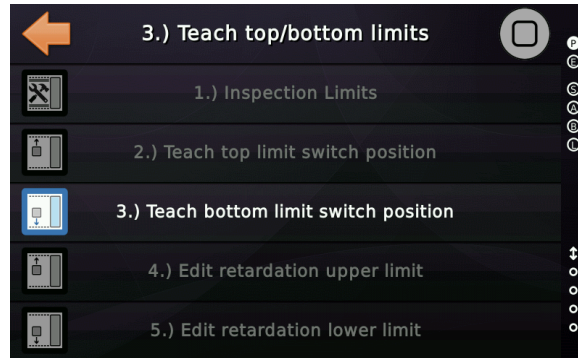 3.) Teach top/bottom limits
1.) Inspection Limits
2.) Teach top limit switch position
3.) Teach bottom limit switch position
4.) Edit retardation upper limit
5.) Edit retardation lower limit
P
E
S
A
B
L